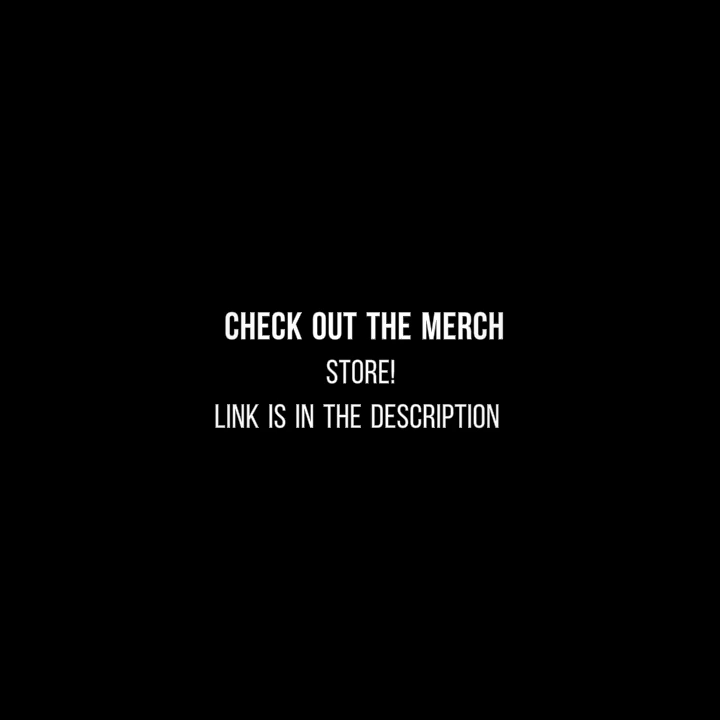 CHECK OUT THE MERCH
STORE!
LINK IS IN THE DESCRIPTION